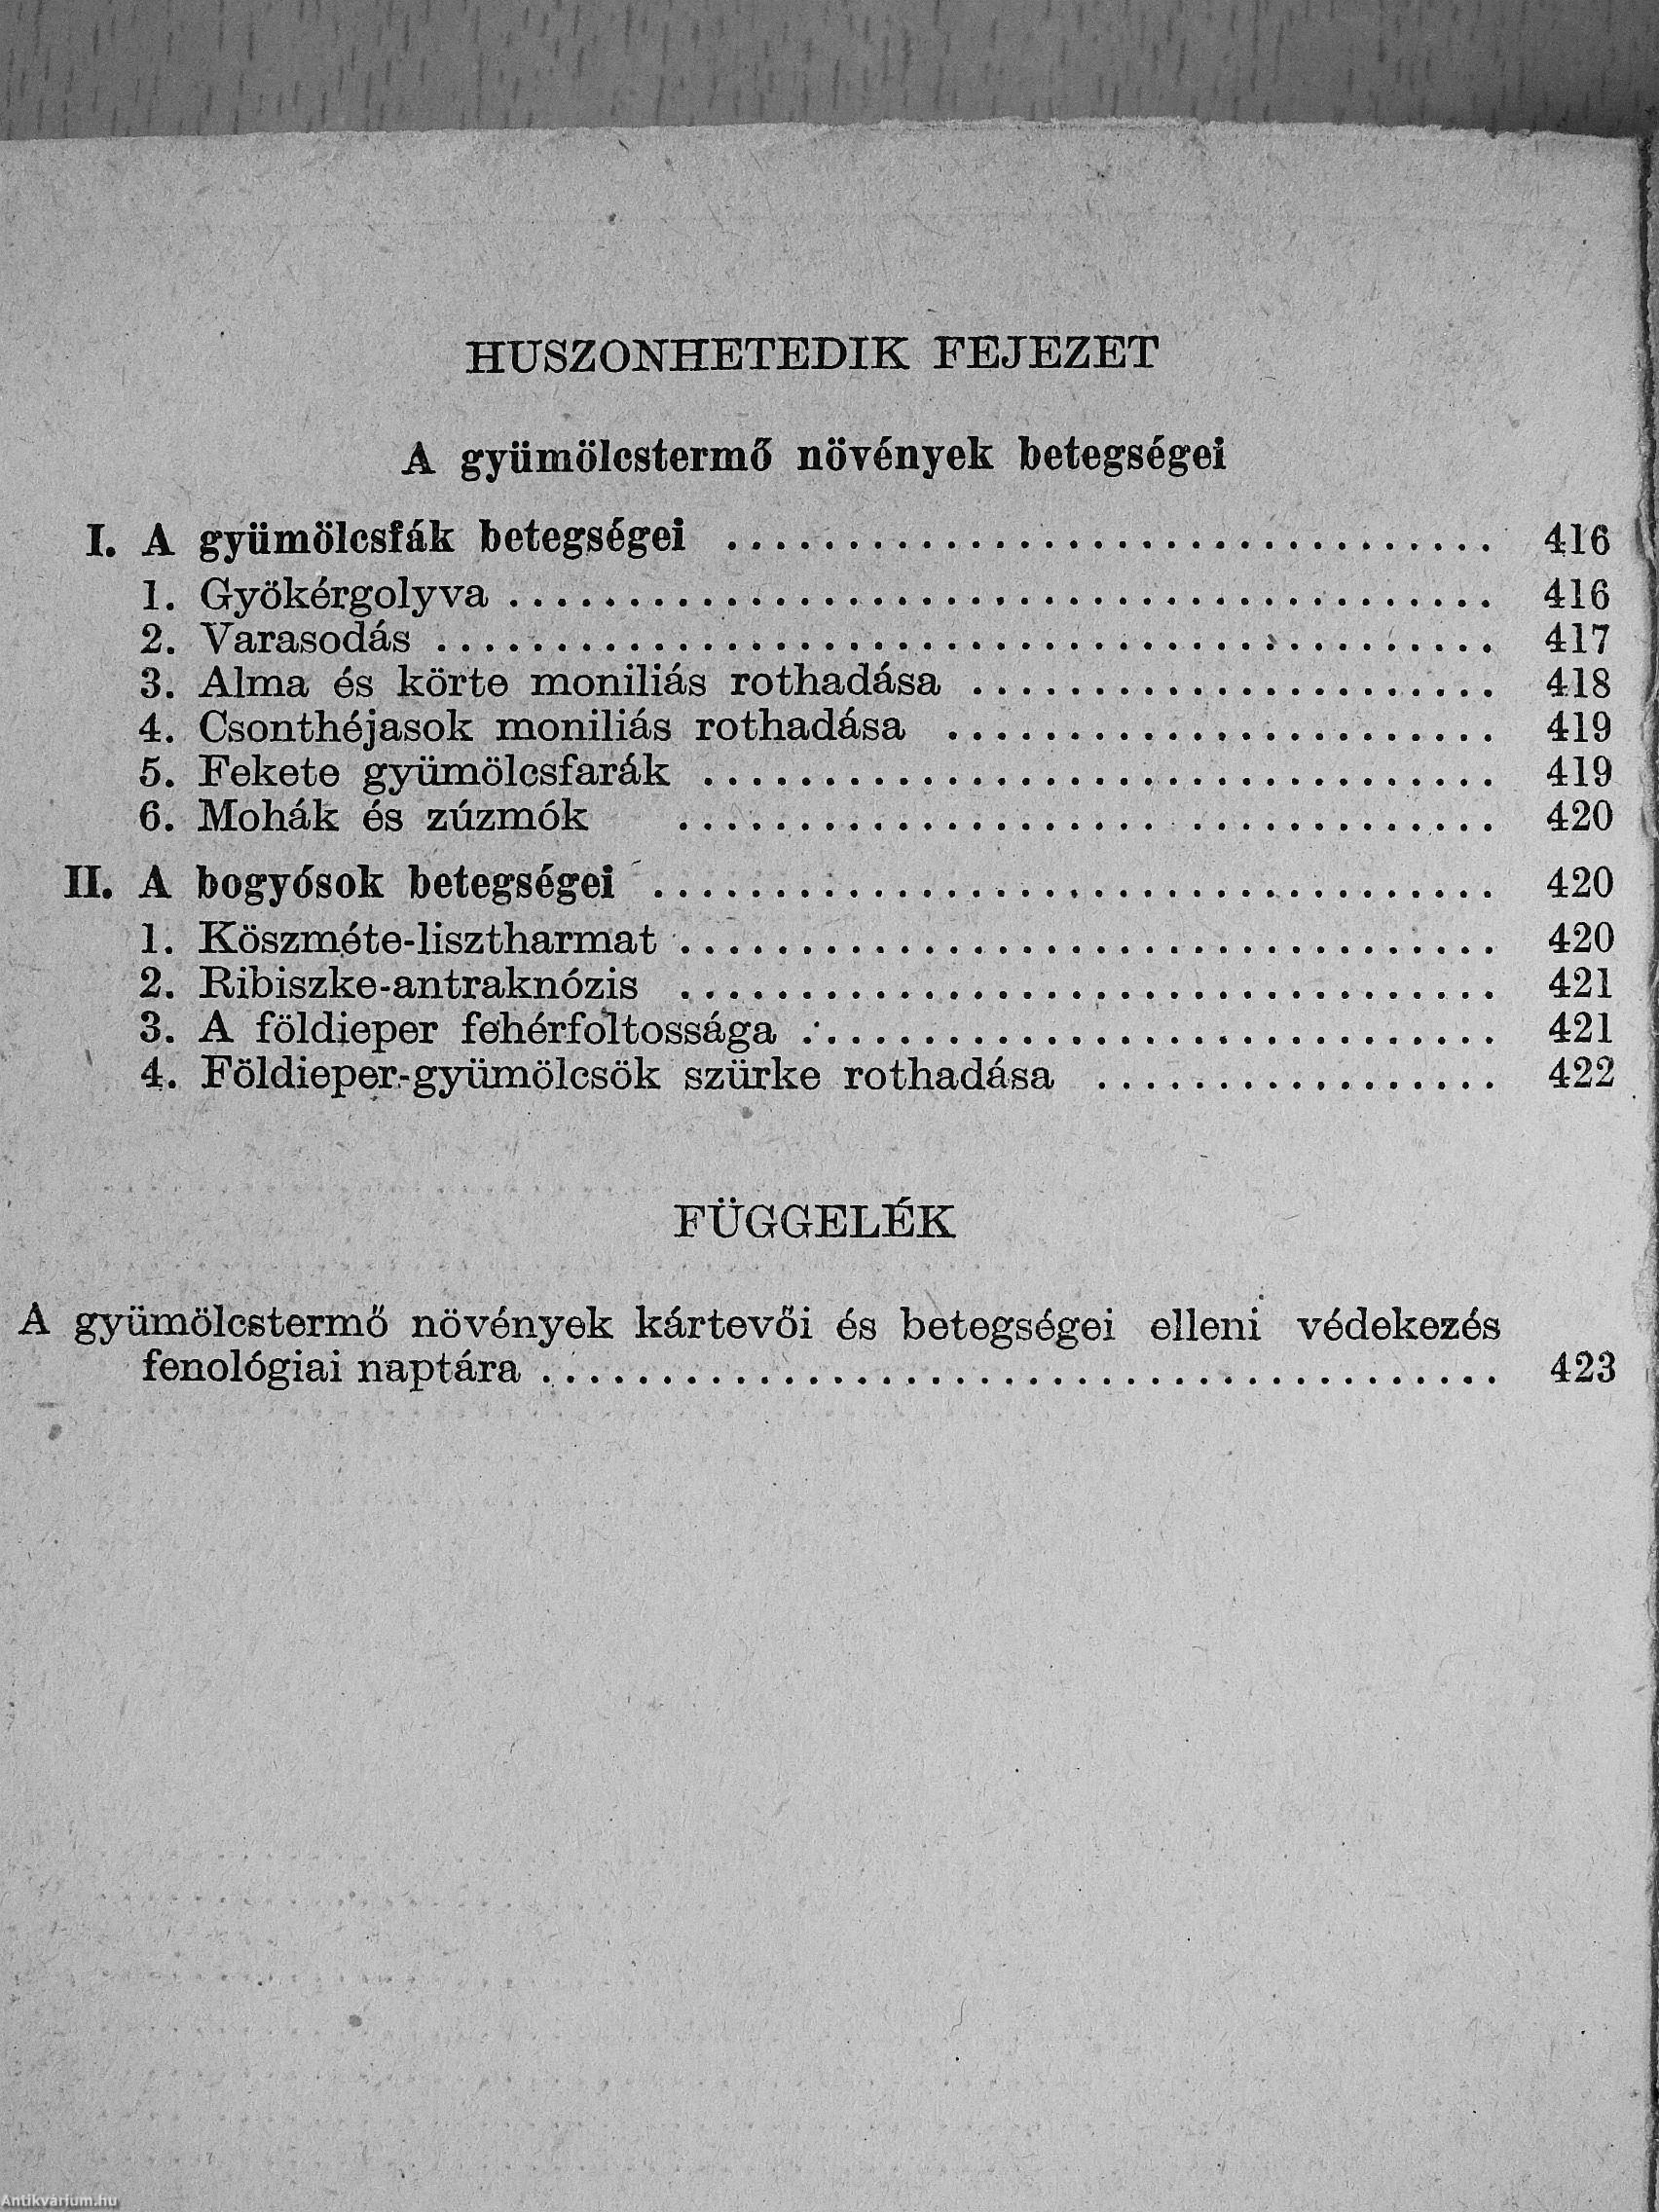 HUSZONHETEDIK FEJEZET
A gyümölcstermő növények betegségei
I. A gyümölcsfák betegségei ................................ 416
1. Gyökérgolyva ......................................... 416
2. Varasodás ............................................ 417
3. Alma és körte moniliás rothadása ...................... 418
4. Csonthéjasok moniliás rothadása ....................... 419
5. Fekete gyümölcsfarák ................................. 419
6. Mohák és zúzmók .................................. 420
II. A bogyósok betegségei ................................... 420
1. Köszméte-lisztharmat .................................. 420
2. Ribiszke-antraknózis .................................. 421
3. A földieper fehérfoltossága ............................. 421
4. Földieper-gyümölcsök szürke rothadása ................. 422
FÜGGELÉK
A gyümölcstermő növények kártevői és betegségei elleni védekezés
fenológiai naptára ........................................ 423
Antikvárium.hu